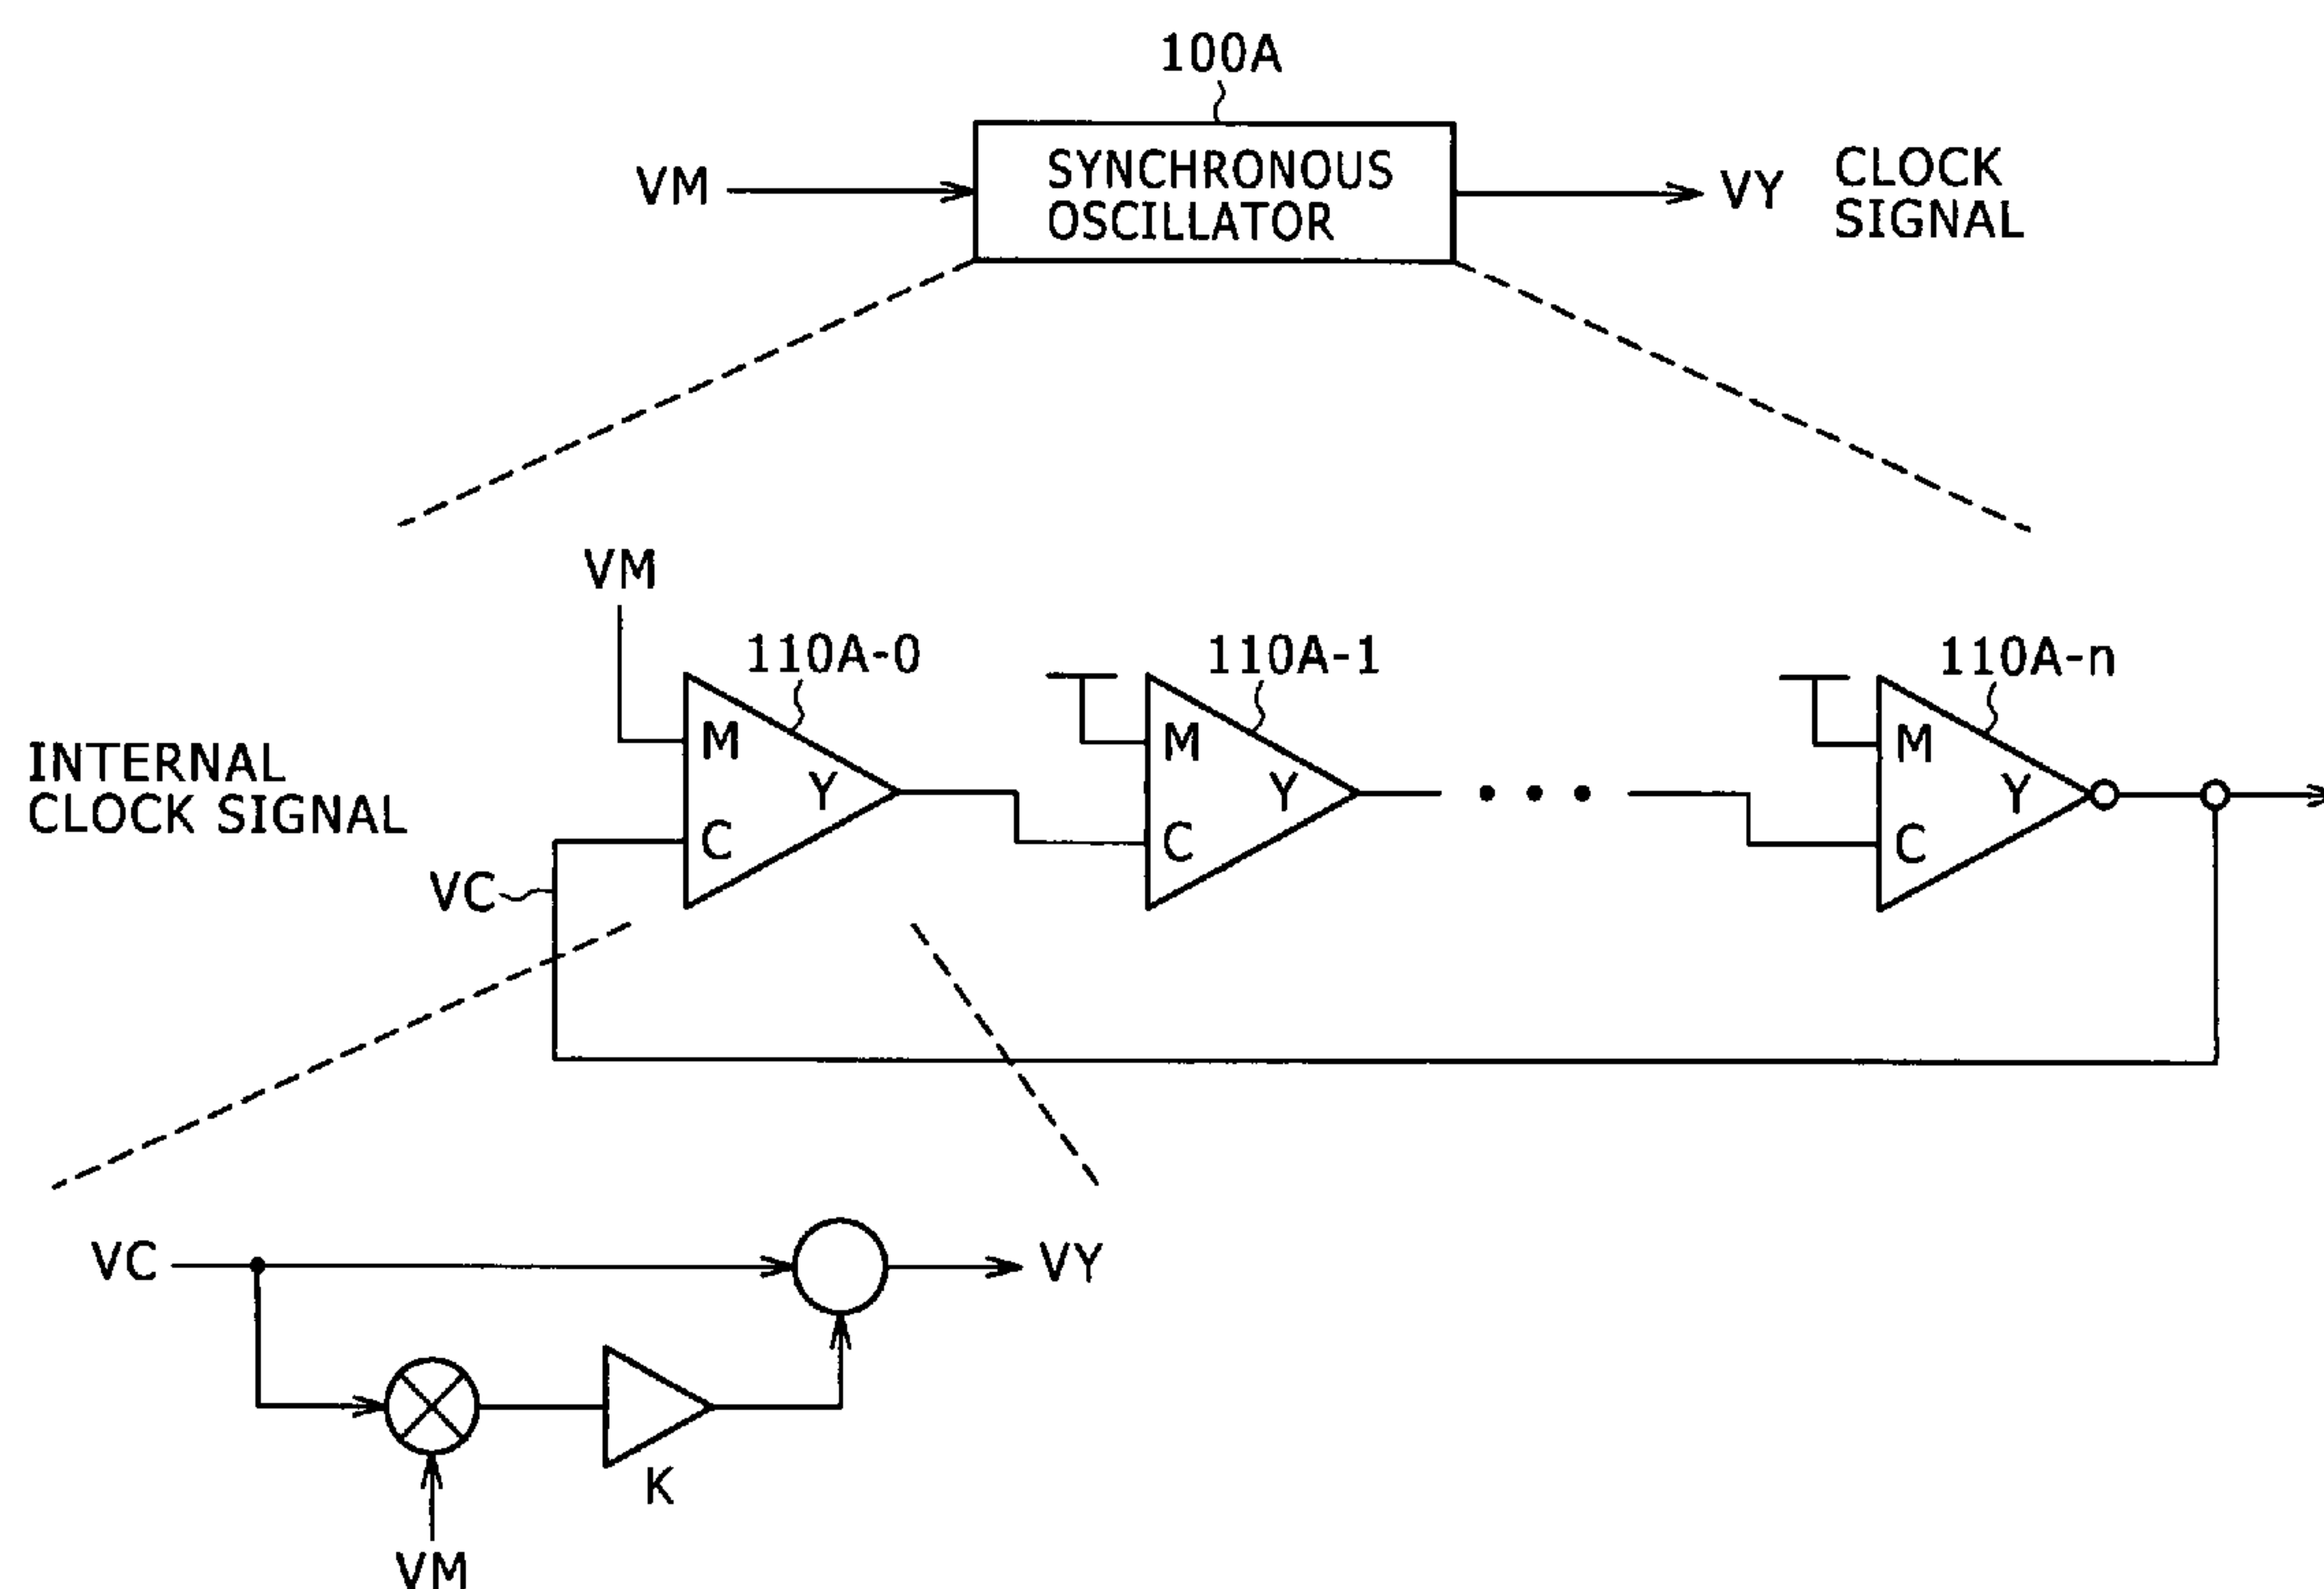 100A
VM
SYNCHRONOUS
OSCILLATOR
VY
CLOCK
SIGNAL
VM
110A-0
110A-1
110A-n
M
Y
C
M
Y
C
M
Y
C
INTERNAL
CLOCK SIGNAL
VC
VC
VY
K
VM